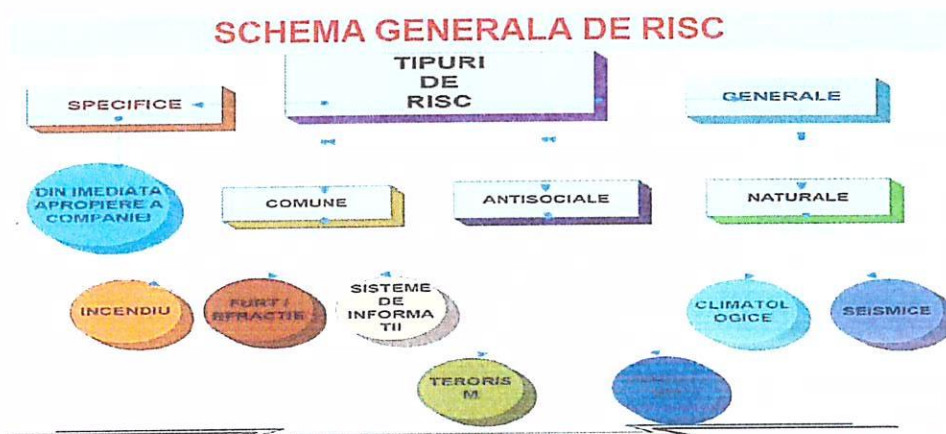 SCHEMA GENERALA DE RISC
TIPURI
DE
RISC
SPECIFICE
GENERALE
DIN IMEDIATA
APROPIERE A
COMPANIEI
COMUNE
ANTISOCIALE
NATURALE
INCENDIU
FURT /
EFRACTIE
SISTEME
DE
INFORMA
TII
CLIMATOL
OGICE
SEISMICE
TERORIS
M